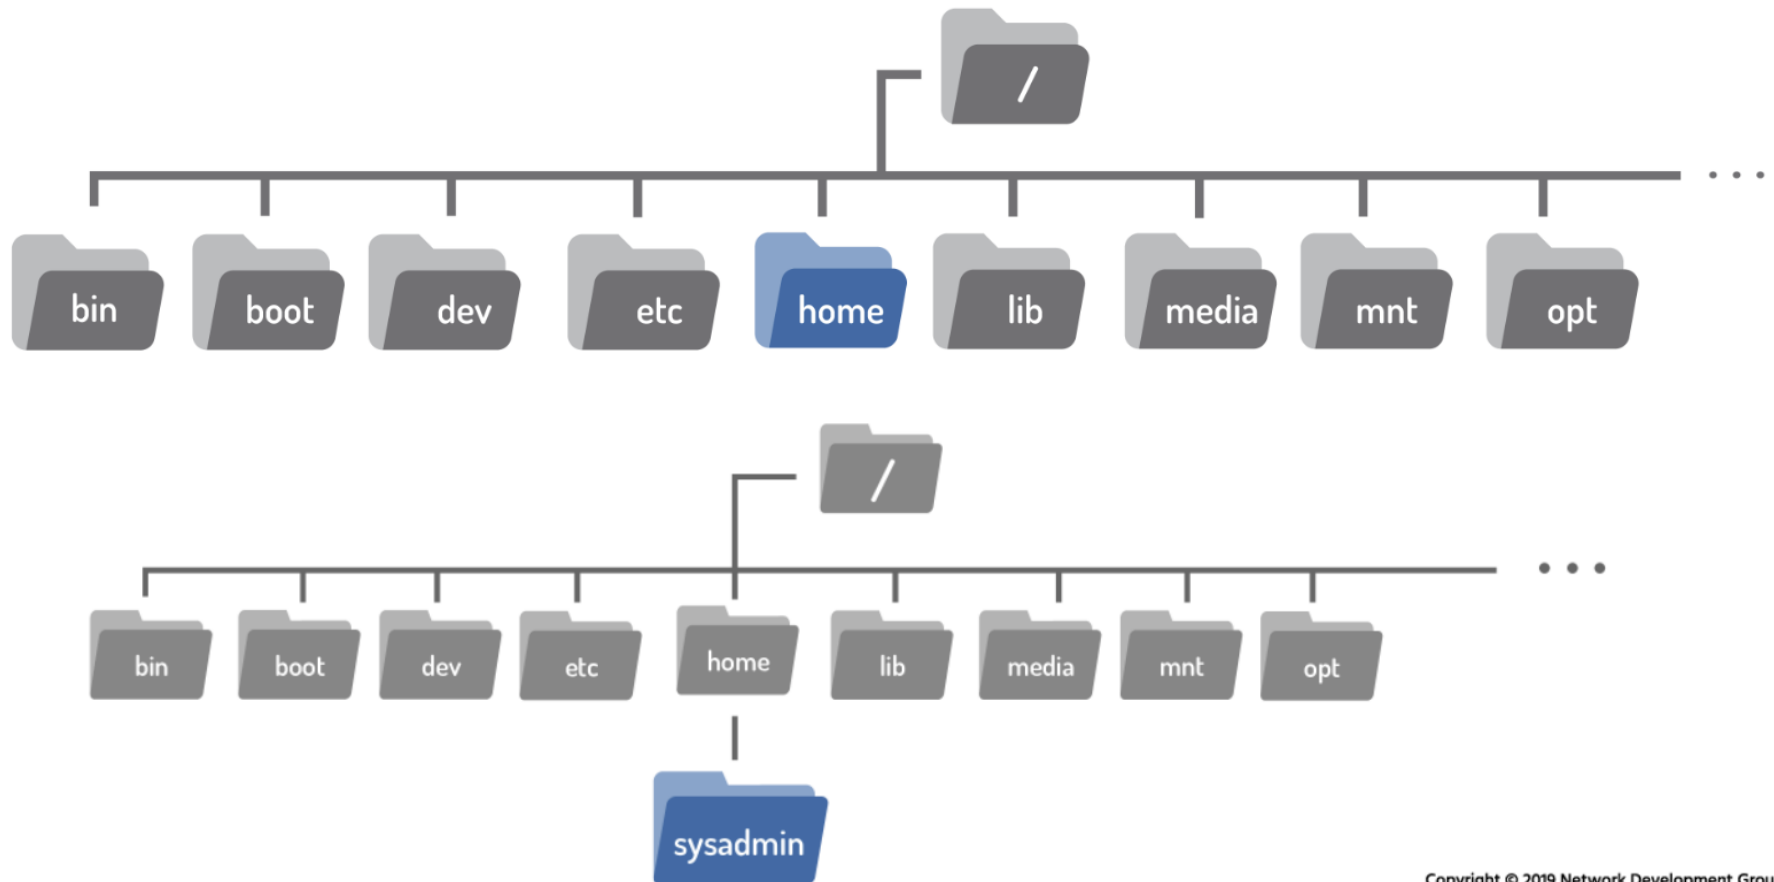 /
bin boot dev etc home lib media mnt opt
/
bin boot dev etc home lib media mnt opt
sysadmin
Copyright © 2019 Network Development Grou